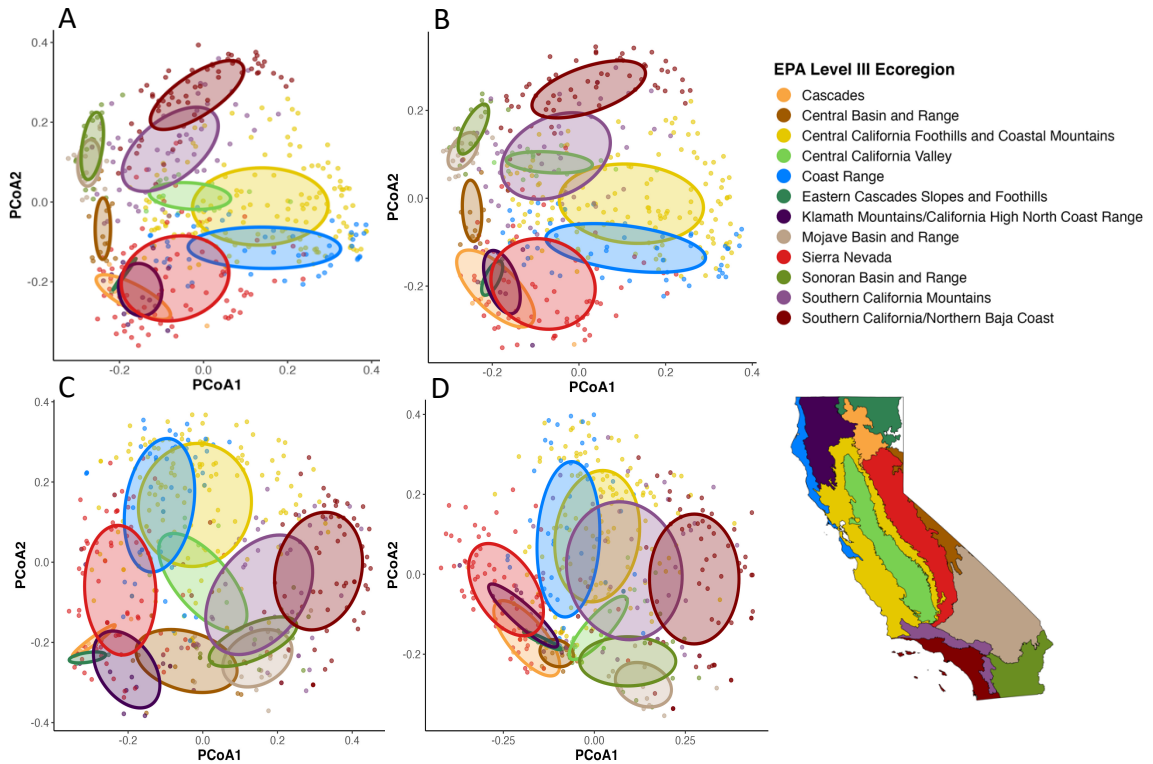 A
0.4
0.2
0.0
-0.2
PCoA2
-0.2
0.0
0.2
0.4
PCoA1
B
0.2
0.0
-0.2
PCoA2
-0.2
0.0
0.2
0.4
PCoA1
EPA Level III Ecoregion
Cascades
Central Basin and Range
Central California Foothills and Coastal Mountains
Central California Valley
Coast Range
Eastern Cascades Slopes and Foothills
Klamath Mountains/California High North Coast Range
Mojave Basin and Range
Sierra Nevada
Sonoran Basin and Range
Southern California Mountains
Southern California/Northern Baja Coast
C
0.4
0.2
0.0
-0.2
-0.4
PCoA2
-0.2
0.0
0.2
0.4
PCoA1
D
0.4
0.2
0.0
-0.2
PCoA2
-0.25
0.00
0.25
PCoA1